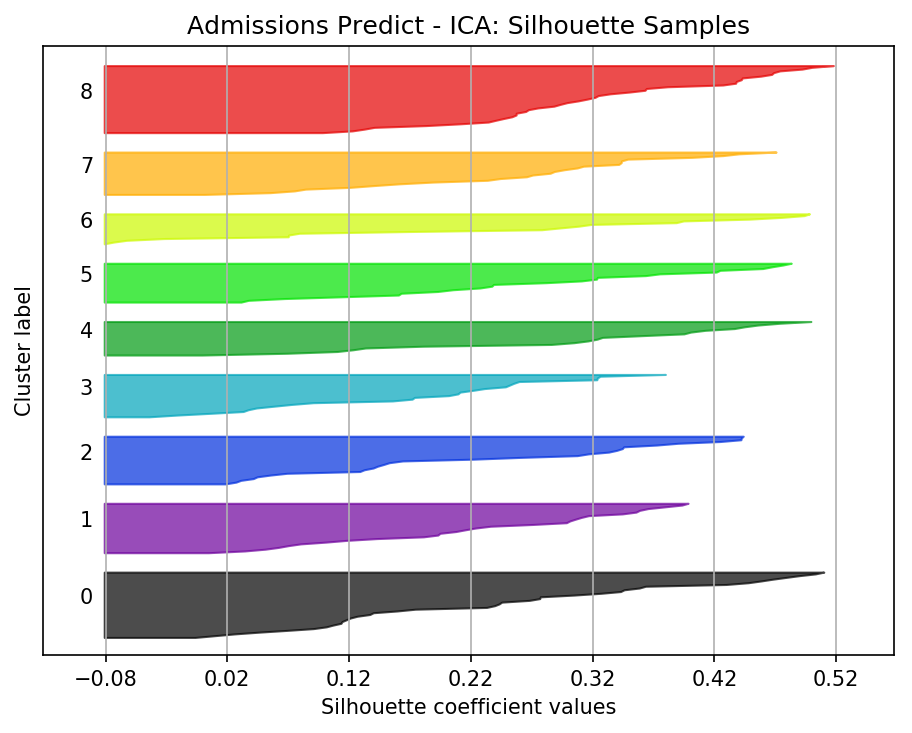 Admissions Predict - ICA: Silhouette Samples
8
7
6
5
4
3
2
1
0
Cluster label
−0.08 0.02 0.12 0.22 0.32 0.42 0.52
Silhouette coefficient values